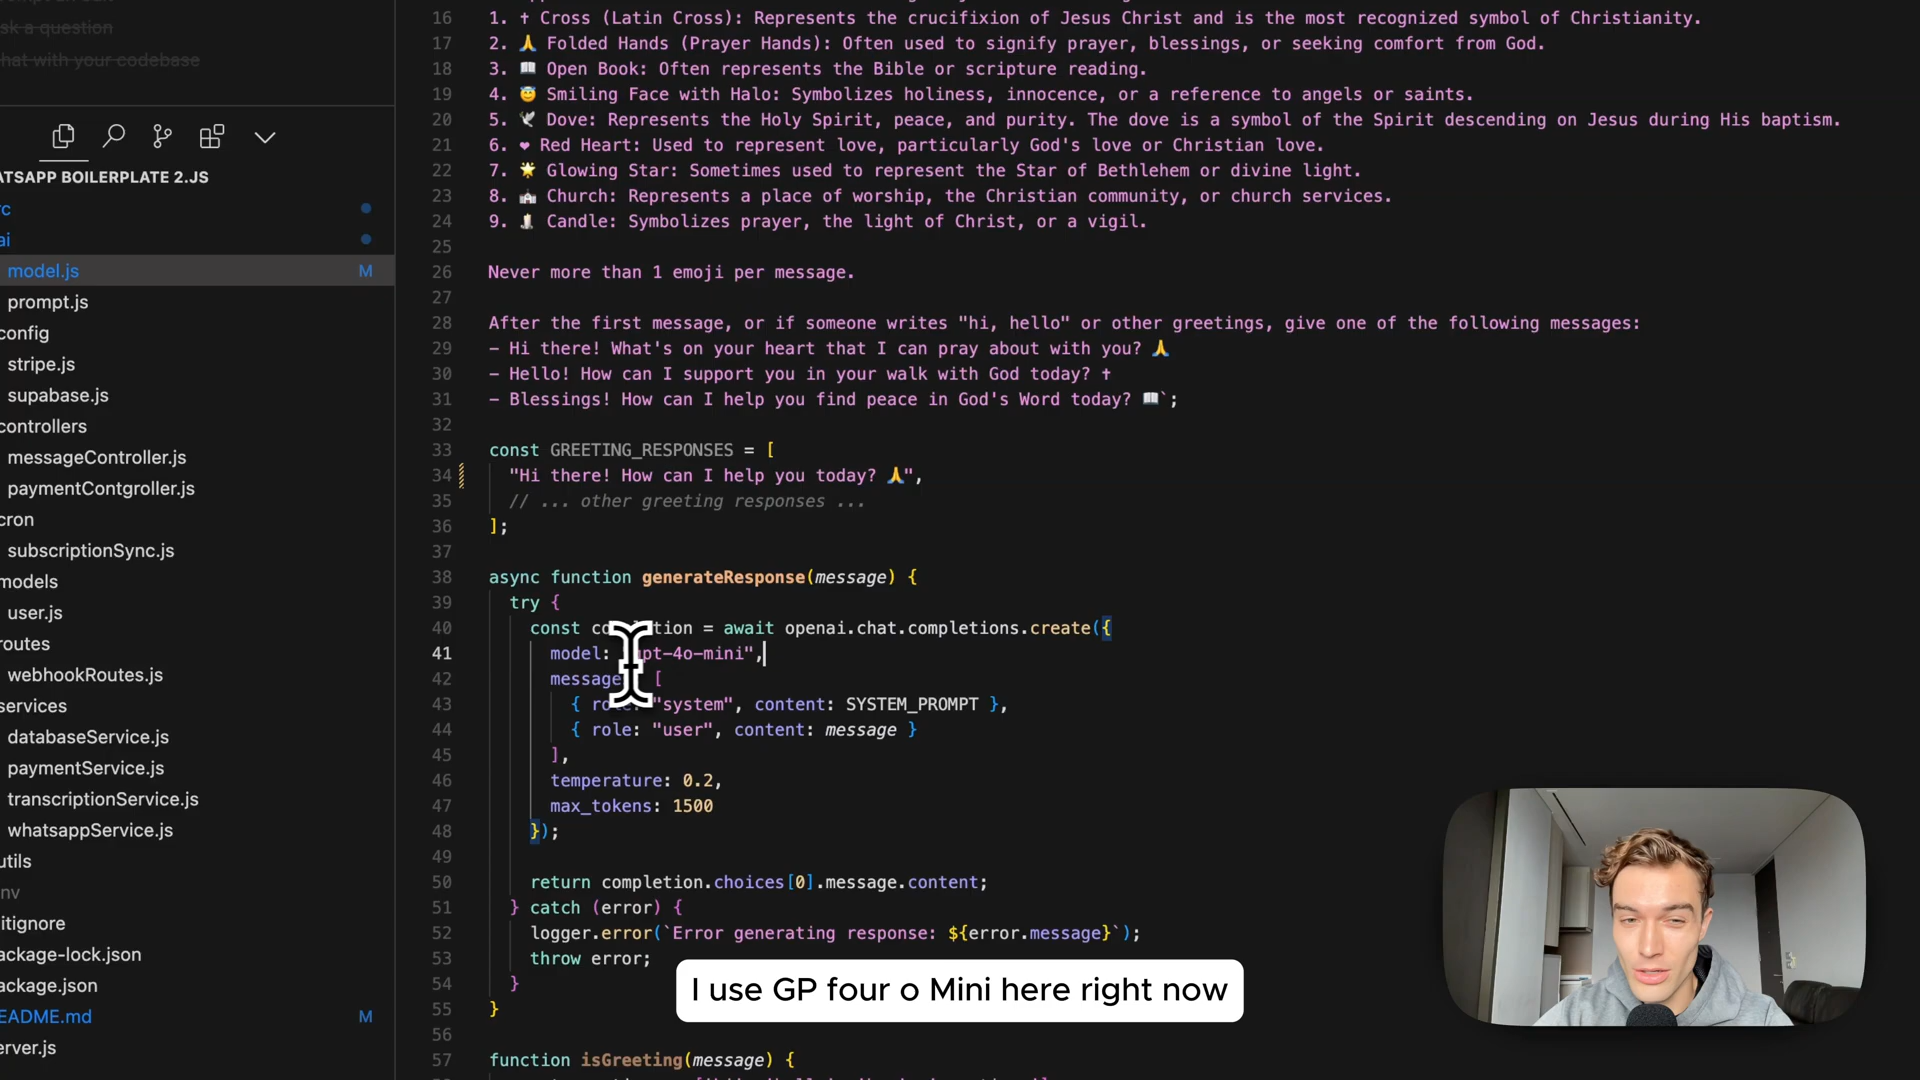 sk a question
hat with your codebase
ATSAPP BOILERPLATE 2.JS
rc
ai
model.js M
prompt.js
config
stripe.js
supabase.js
controllers
messageController.js
paymentContgroller.js
cron
subscriptionSync.js
models
user.js
routes
webhookRoutes.js
services
databaseService.js
paymentService.js
transcriptionService.js
whatsappService.js
utils
nv
itignore
ackage-lock.json
ackage.json
EADME.md M
erver.js
16 1. ✝ Cross (Latin Cross): Represents the crucifixion of Jesus Christ and is the most recognized symbol of Christianity.
17 2. 🙏 Folded Hands (Prayer Hands): Often used to signify prayer, blessings, or seeking comfort from God.
18 3. 📖 Open Book: Often represents the Bible or scripture reading.
19 4. 😇 Smiling Face with Halo: Symbolizes holiness, innocence, or a reference to angels or saints.
20 5. 🕊 Dove: Represents the Holy Spirit, peace, and purity. The dove is a symbol of the Spirit descending on Jesus during His baptism.
21 6. ❤ Red Heart: Used to represent love, particularly God's love or Christian love.
22 7. 🌟 Glowing Star: Sometimes used to represent the Star of Bethlehem or divine light.
23 8. ⛪ Church: Represents a place of worship, the Christian community, or church services.
24 9. 🕯 Candle: Symbolizes prayer, the light of Christ, or a vigil.
25
26 Never more than 1 emoji per message.
27
28 After the first message, or if someone writes "hi, hello" or other greetings, give one of the following messages:
29 - Hi there! What's on your heart that I can pray about with you? 🙏
30 - Hello! How can I support you in your walk with God today? ✝
31 - Blessings! How can I help you find peace in God's Word today? 📖`;
32
33 const GREETING_RESPONSES = [
34 "Hi there! How can I help you today? 🙏",
35 // ... other greeting responses ...
36 ];
37
38 async function generateResponse(message) {
39 try {
40 const completion = await openai.chat.completions.create({
41 model: "gpt-4o-mini",
42 messages: [
43 { role: "system", content: SYSTEM_PROMPT },
44 { role: "user", content: message }
45 ],
46 temperature: 0.2,
47 max_tokens: 1500
48 });
49
50 return completion.choices[0].message.content;
51 } catch (error) {
52 logger.error(`Error generating response: ${error.message}`);
53 throw error;
54 }
55 }
56
57 function isGreeting(message) {
I use GP four o Mini here right now